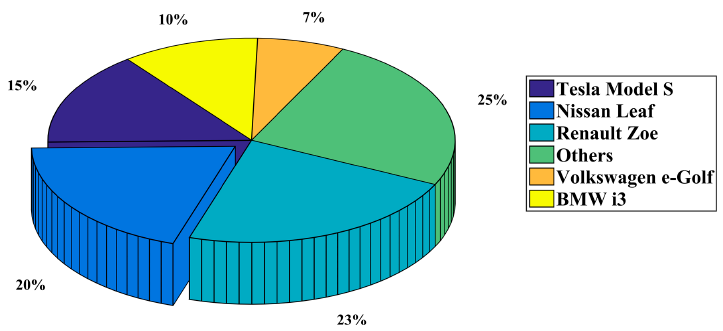 10%
7%
15%
25%
20%
23%
Tesla Model S
Nissan Leaf
Renault Zoe
Others
Volkswagen e-Golf
BMW i3